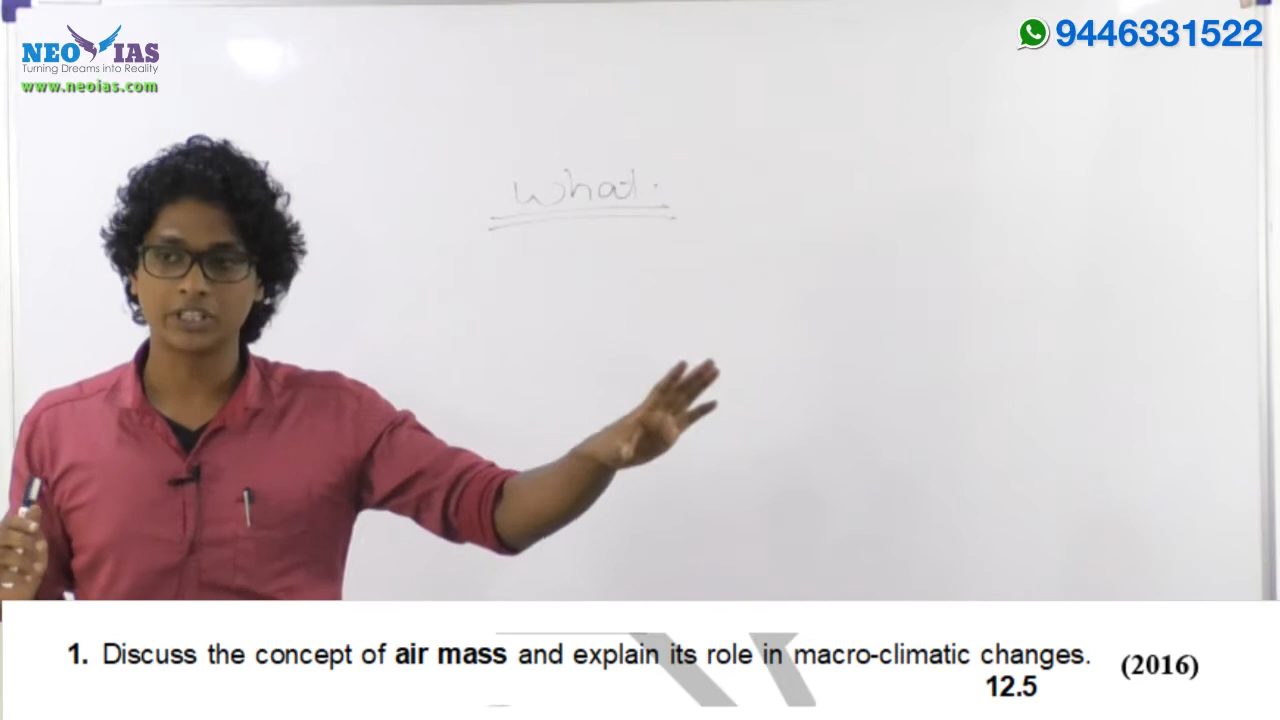 NEO IAS
Turning Dreams into Reality
www.neoias.com
9446331522
what.
1. Discuss the concept of air mass and explain its role in macro-climatic changes. (2016)
12.5